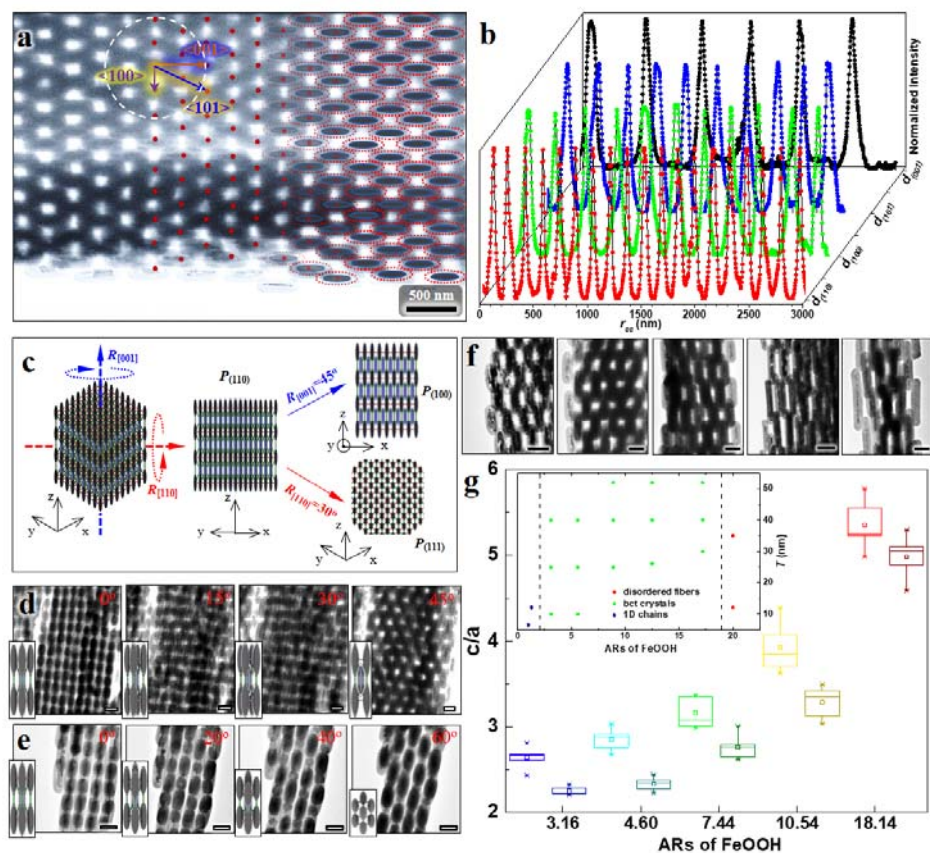 a
<001>
<100>
<101>
500 nm
b
Normalized Intensity
d(001)
d(101)
d(100)
d(110)
0 500 1000 1500 2000 2500 3000
(nm)
c
R[001]
P(110)
R[110]
z
y
x
z
x
R[001]=45°
R[110]=30°
P(100)
z
y
x
P(111)
z
y
x
d
0°
15°
30°
45°
e
0°
20°
40°
60°
f
g
c/a
6
5
4
3
2
3.16 4.60 7.44 10.54 18.14
ARs of FeOOH
disordered fibers
bct crystals
1D chains
0 5 10 15 20
ARs of FeOOH
50
40
30
20
10
T (nm)